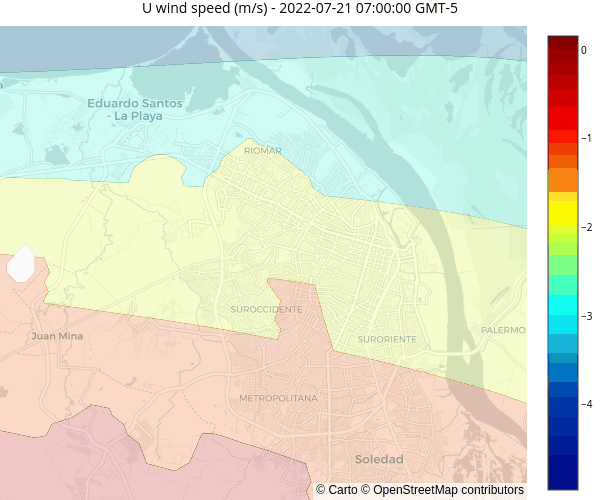 U wind speed (m/s) - 2022-07-21 07:00:00 GMT-5
0
−1
−2
−3
−4
Eduardo Santos
- La Playa
RIOMAR
SUROCCIDENTE
Juan Mina
SURORIENTE
PALERMO
METROPOLITANA
Soledad
© Carto © OpenStreetMap contributors